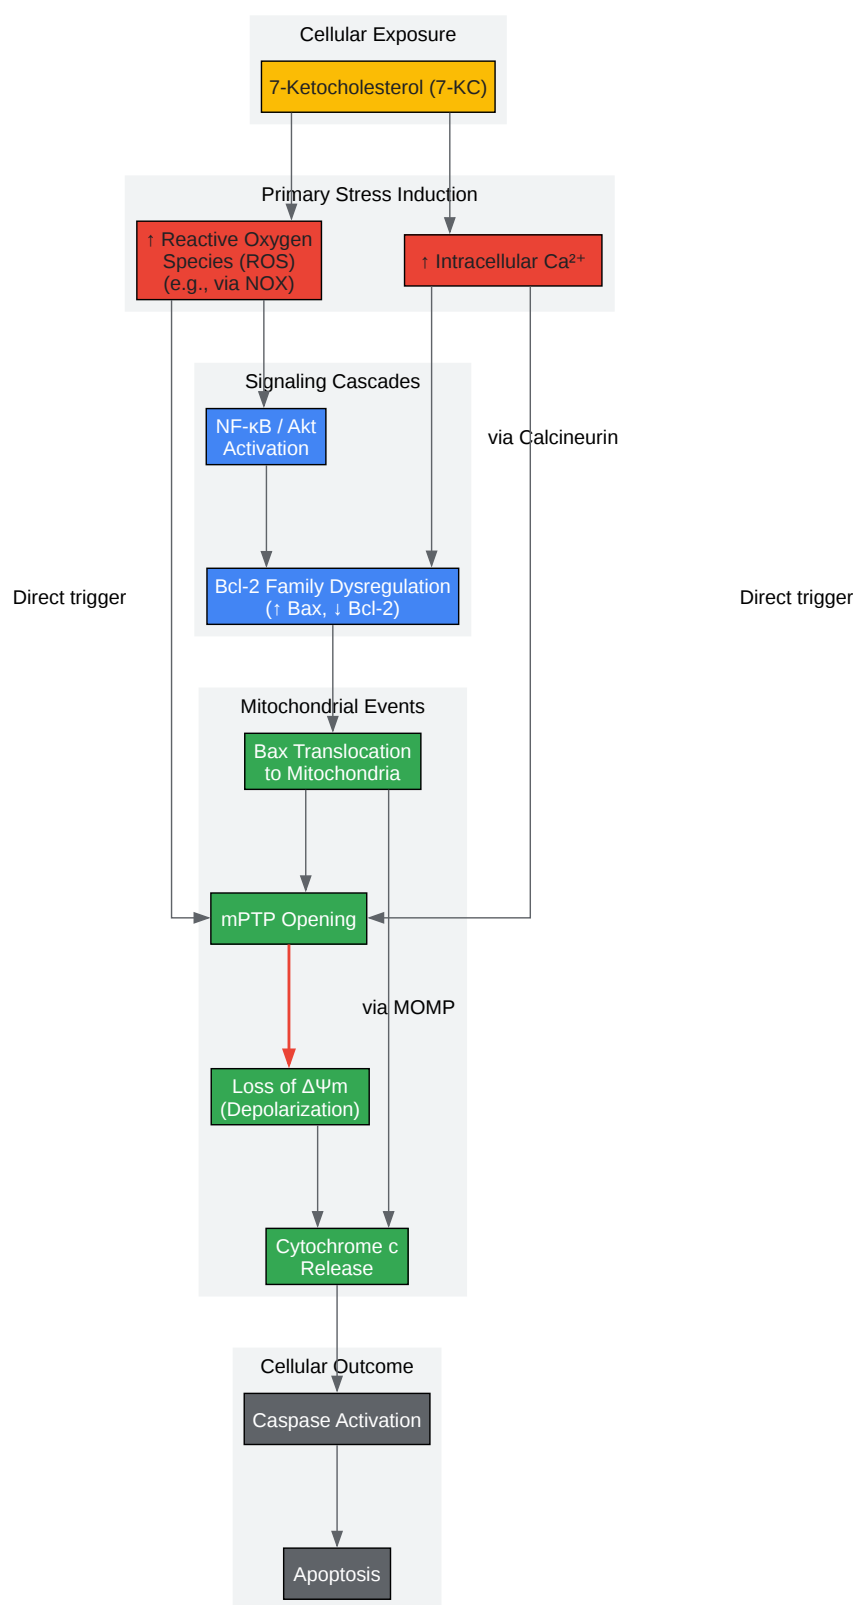 Cellular Exposure
7-Ketocholesterol (7-KC)
Primary Stress Induction
↑ Reactive Oxygen
Species (ROS)
(e.g., via NOX)
↑ Intracellular Ca²⁺
Signaling Cascades
NF-κB / Akt
Activation
via Calcineurin
Bcl-2 Family Dysregulation
(↑ Bax, ↓ Bcl-2)
Direct trigger
Direct trigger
Mitochondrial Events
Bax Translocation
to Mitochondria
mPTP Opening
via MOMP
Loss of ΔΨm
(Depolarization)
Cytochrome c
Release
Cellular Outcome
Caspase Activation
Apoptosis